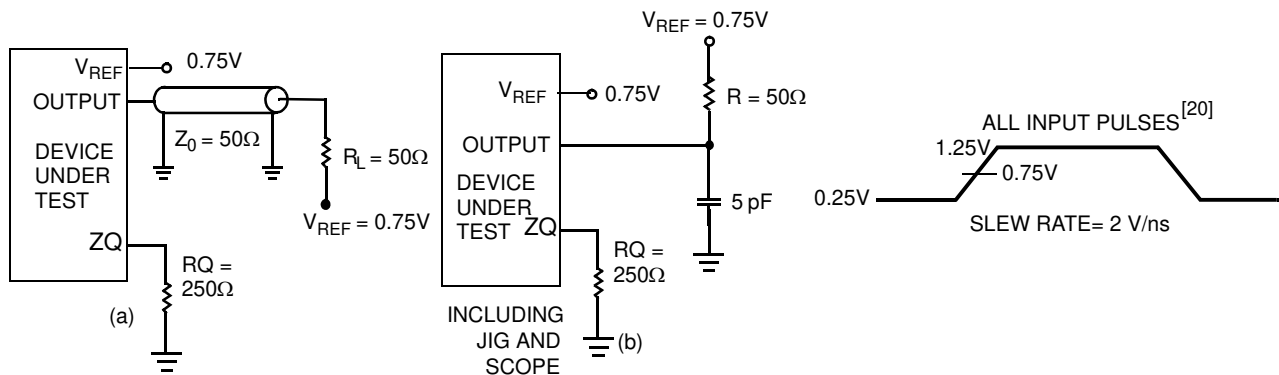 V_REF
0.75V
OUTPUT
Z₀ = 50Ω
DEVICE
UNDER
TEST
R_L = 50Ω
V_REF = 0.75V
ZQ
RQ =
250Ω
(a)
V_REF = 0.75V
V_REF
0.75V
R = 50Ω
OUTPUT
DEVICE
UNDER
TEST
ZQ
5 pF
RQ =
250Ω
INCLUDING
JIG AND
SCOPE
(b)
ALL INPUT PULSES[20]
1.25V
0.75V
0.25V
SLEW RATE= 2 V/ns